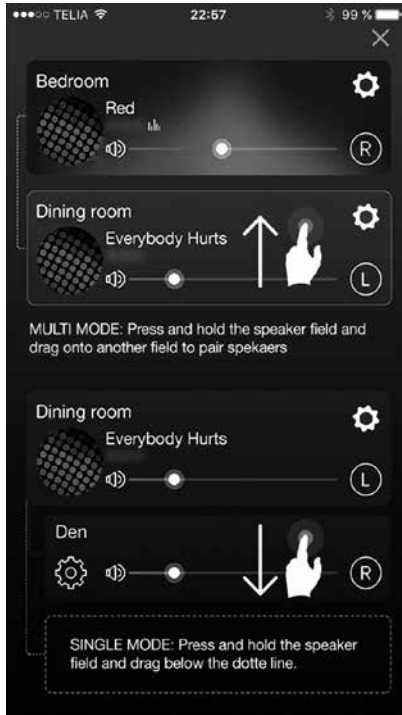 TELIA 22:57 99 %
Bedroom
Red
R
Dining room
Everybody Hurts
L
MULTI MODE: Press and hold the speaker field and
drag onto another field to pair spekaers
Dining room
Everybody Hurts
L
Den
R
SINGLE MODE: Press and hold the speaker
field and drag below the dotte line.